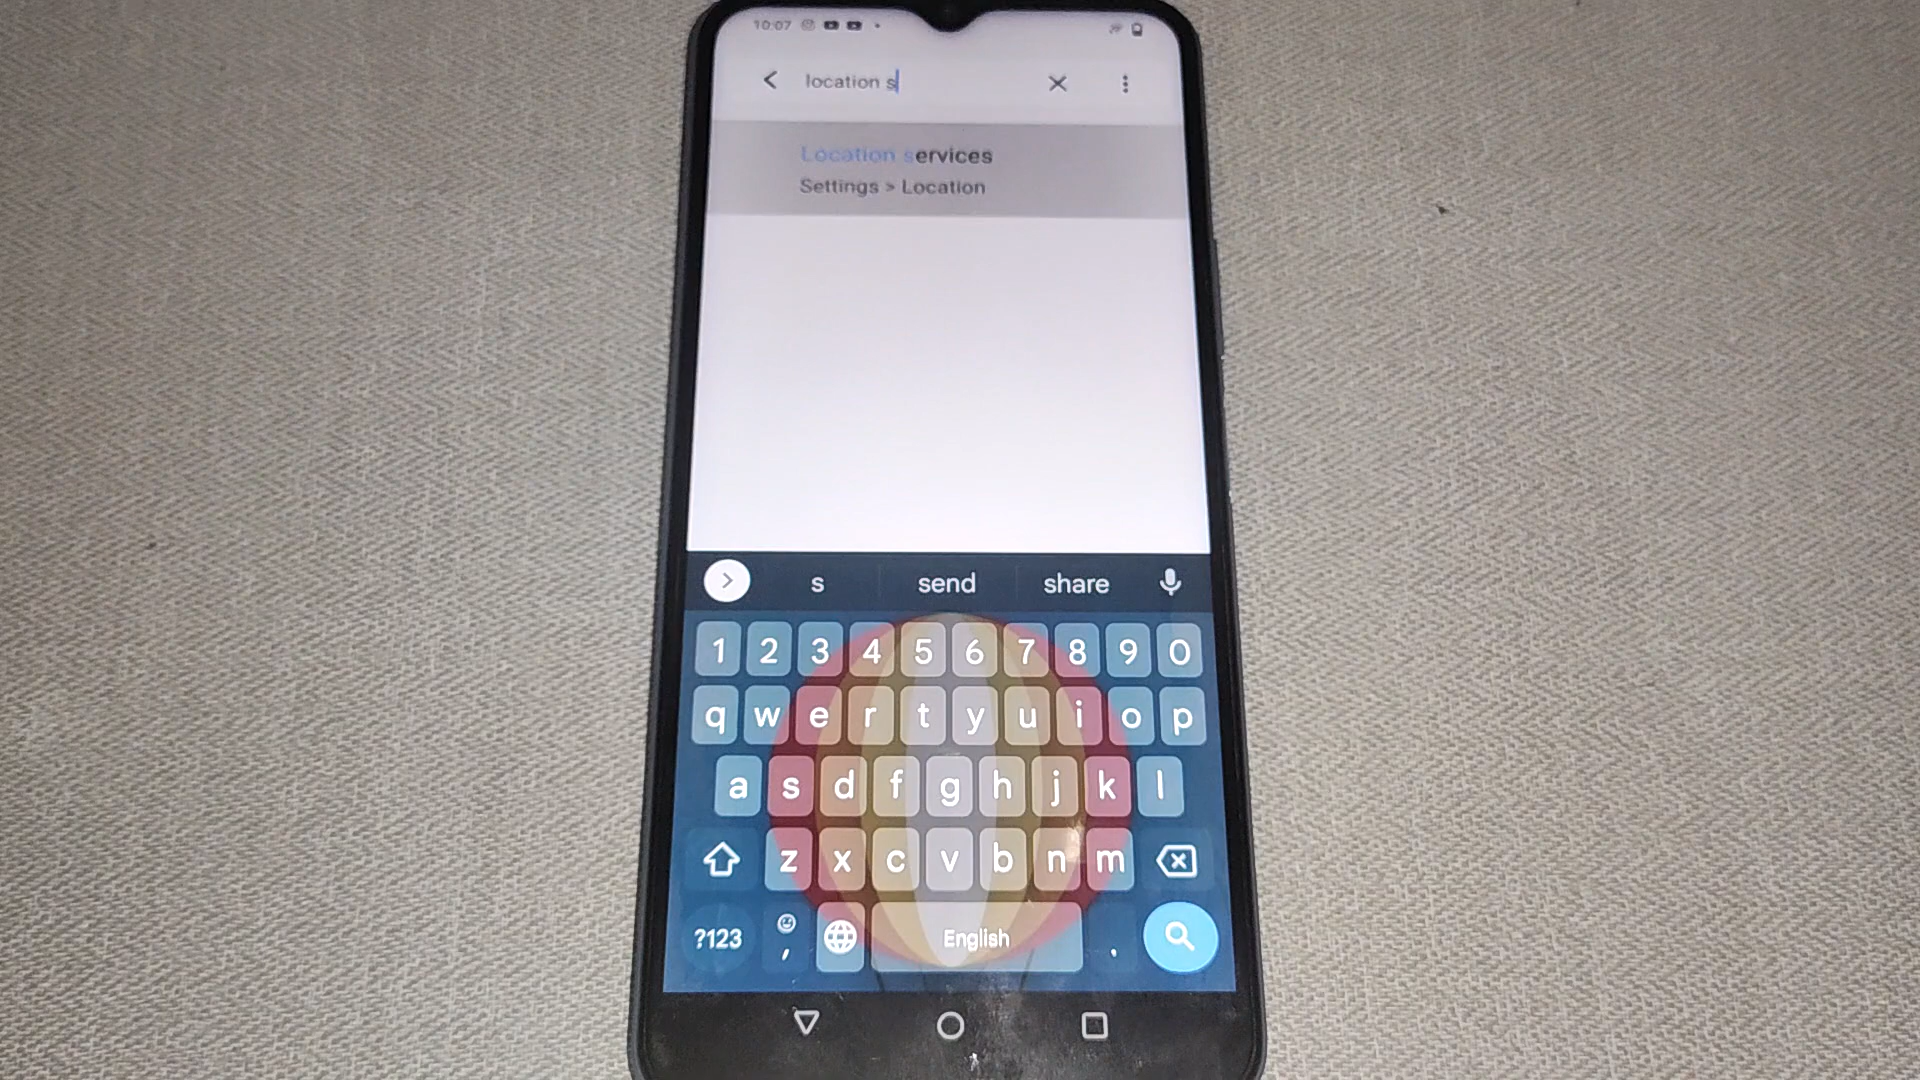 10:07
location s
Location services
Settings > Location
s send share
1 2 3 4 5 6 7 8 9 0
q w e r t y u i o p
a s d f g h j k l
z x c v b n m
?123 , English .